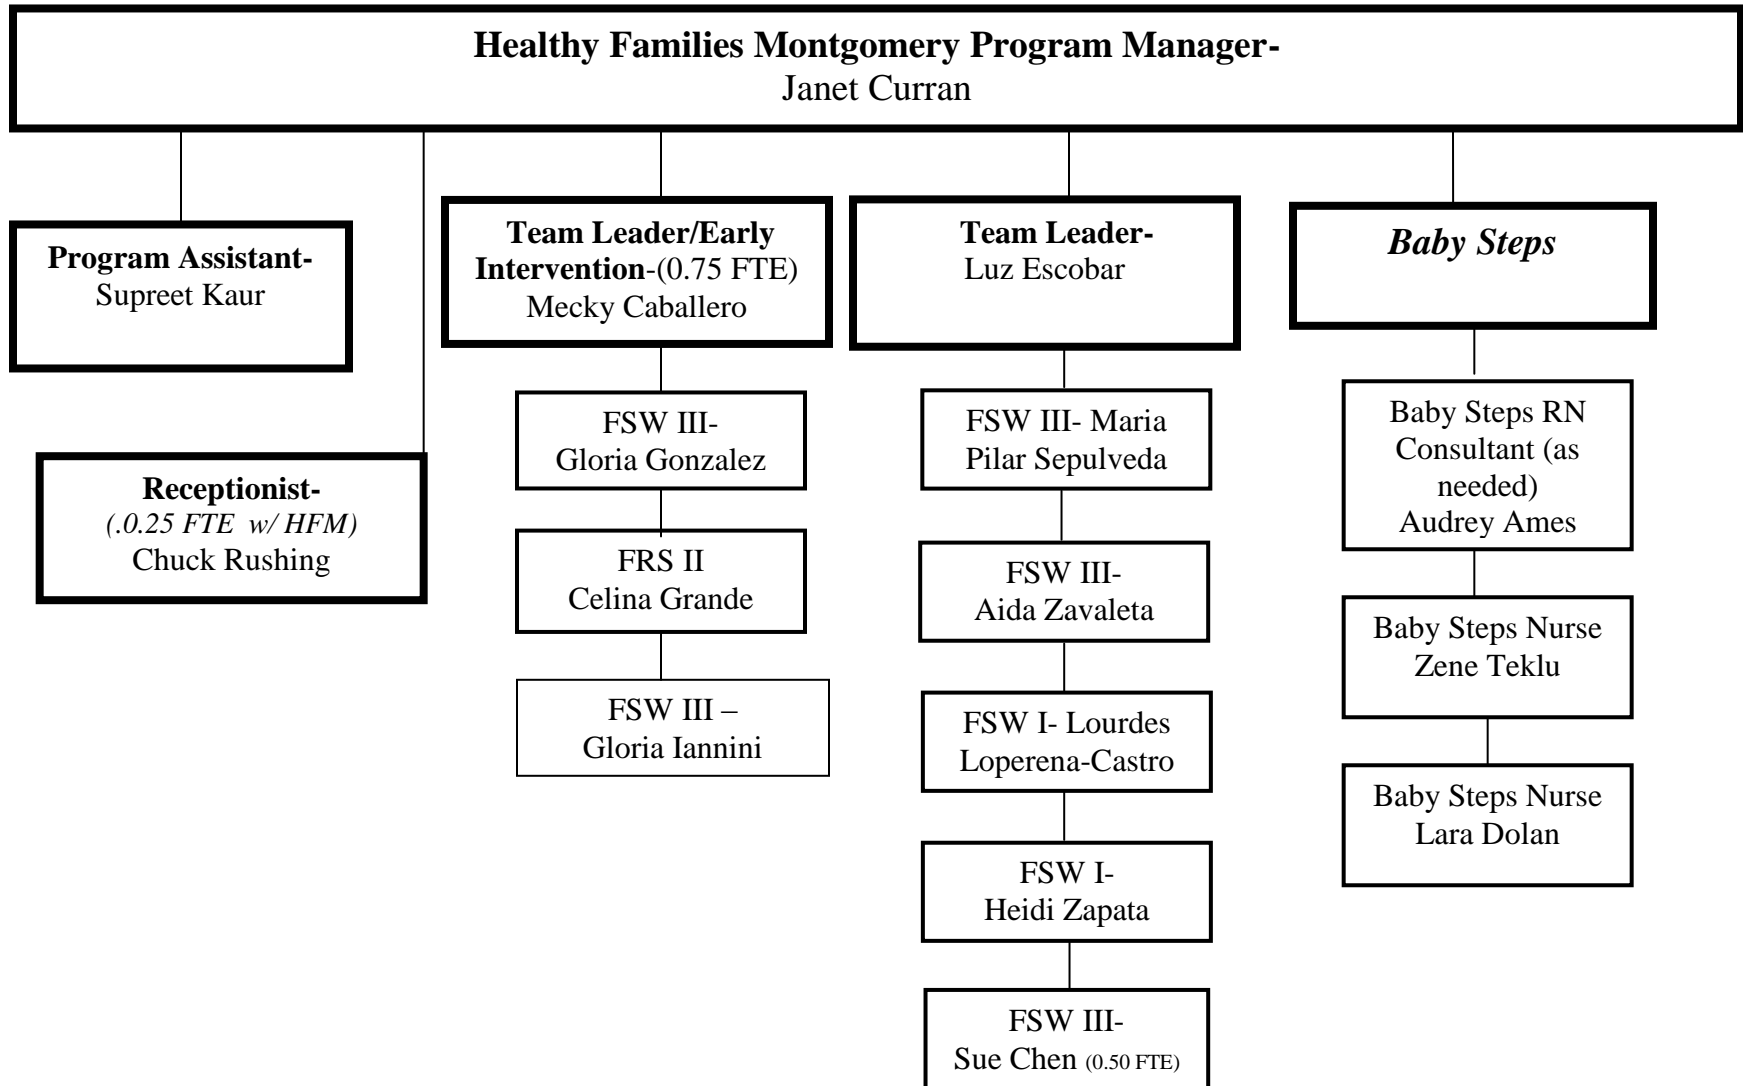 Healthy Families Montgomery Program Manager-
Janet Curran
Program Assistant-
Supreet Kaur
Receptionist-
(.0.25 FTE w/ HFM)
Chuck Rushing
Team Leader/Early
Intervention-(0.75 FTE)
Mecky Caballero
FSW III-
Gloria Gonzalez
FRS II
Celina Grande
FSW III –
Gloria Iannini
Team Leader-
Luz Escobar
FSW III- Maria
Pilar Sepulveda
FSW III-
Aida Zavaleta
FSW I- Lourdes
Loperena-Castro
FSW I-
Heidi Zapata
FSW III-
Sue Chen (0.50 FTE)
Baby Steps
Baby Steps RN
Consultant (as
needed)
Audrey Ames
Baby Steps Nurse
Zene Teklu
Baby Steps Nurse
Lara Dolan